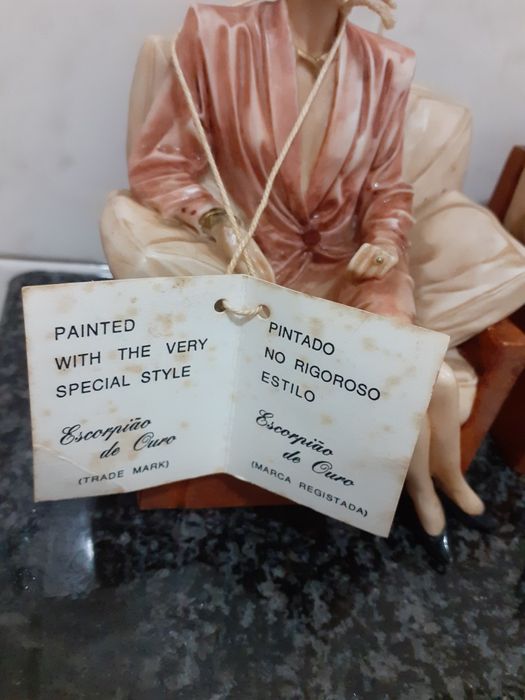 PAINTED
WITH THE VERY
SPECIAL STYLE
Escorpião
de Ouro
(TRADE MARK)
PINTADO
NO RIGOROSO
ESTILO
Escorpião
de Ouro
(MARCA REGISTADA)